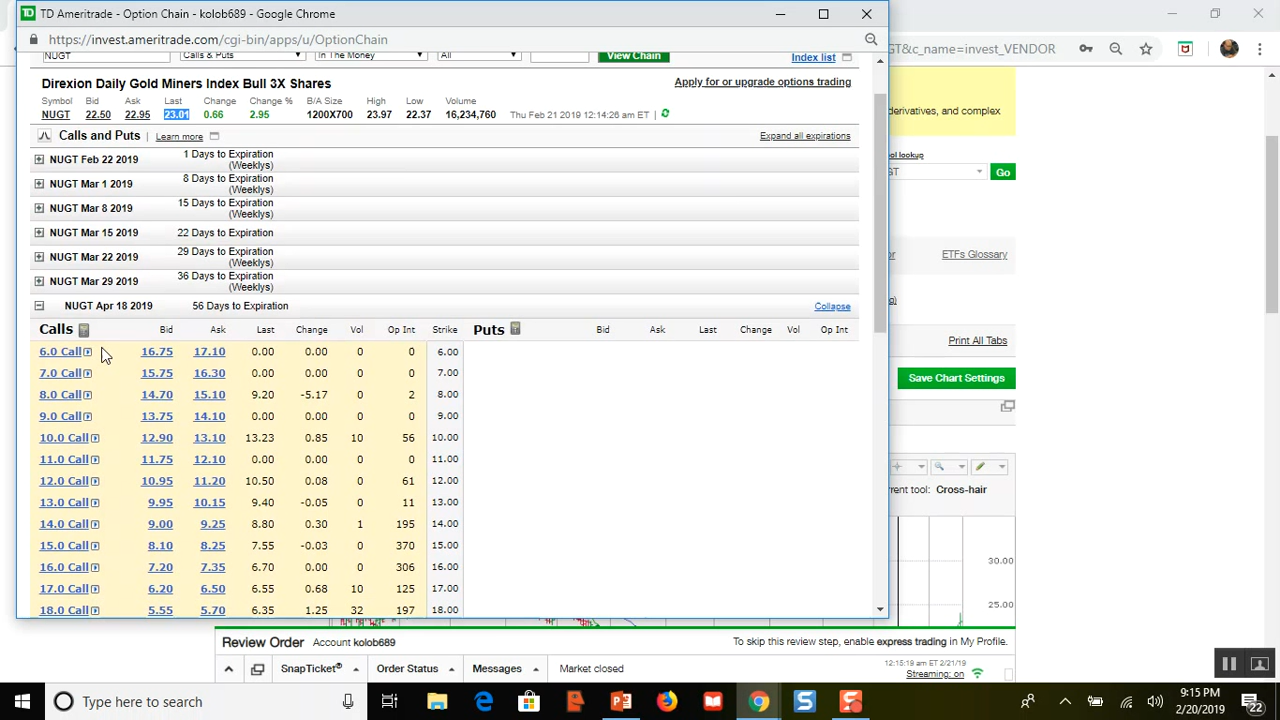 TD Ameritrade - Option Chain - kolob689 - Google Chrome
https://invest.ameritrade.com/cgi-bin/apps/u/OptionChain
GT&c_name=invest_VENDOR
NUGT Calls & Puts In The Money All View Chain Index list
Direxion Daily Gold Miners Index Bull 3X Shares
Apply for or upgrade options trading
Symbol Bid Ask Last Change Change % B/A Size High Low Volume
NUGT 22.50 22.95 23.01 0.66 2.95 1200X700 23.97 22.37 16,234,760 Thu Feb 21 2019 12:14:26 am ET
Calls and Puts Learn more Expand all expirations
NUGT Feb 22 2019 1 Days to Expiration
(Weeklys)
NUGT Mar 1 2019 8 Days to Expiration
(Weeklys)
NUGT Mar 8 2019 15 Days to Expiration
(Weeklys)
NUGT Mar 15 2019 22 Days to Expiration
NUGT Mar 22 2019 29 Days to Expiration
(Weeklys)
NUGT Mar 29 2019 36 Days to Expiration
(Weeklys)
NUGT Apr 18 2019 56 Days to Expiration Collapse
Calls Bid Ask Last Change Vol Op Int Strike Puts Bid Ask Last Change Vol Op Int
6.0 Call 16.75 17.10 0.00 0.00 0 0 6.00
7.0 Call 15.75 16.30 0.00 0.00 0 0 7.00
8.0 Call 14.70 15.10 9.20 -5.17 0 2 8.00
9.0 Call 13.75 14.10 0.00 0.00 0 0 9.00
10.0 Call 12.90 13.10 13.23 0.85 10 56 10.00
11.0 Call 11.75 12.10 0.00 0.00 0 0 11.00
12.0 Call 10.95 11.20 10.50 0.08 0 61 12.00
13.0 Call 9.95 10.15 9.40 -0.05 0 11 13.00
14.0 Call 9.00 9.25 8.80 0.30 1 195 14.00
15.0 Call 8.10 8.25 7.55 -0.03 0 370 15.00
16.0 Call 7.20 7.35 6.70 0.00 0 306 16.00
17.0 Call 6.20 6.50 6.55 0.68 10 125 17.00
18.0 Call 5.55 5.70 6.35 1.25 32 197 18.00
derivatives, and complex
ol lookup
GT Go
or ETFs Glossary
Print All Tabs
Save Chart Settings
Current tool: Cross-hair
30.00
25.00
Review Order Account kolob689 To skip this review step, enable express trading in My Profile.
SnapTicket® Order Status Messages Market closed 12:15:19 am ET 2/21/19
Streaming: on
Type here to search
9:15 PM
2/20/2019
22